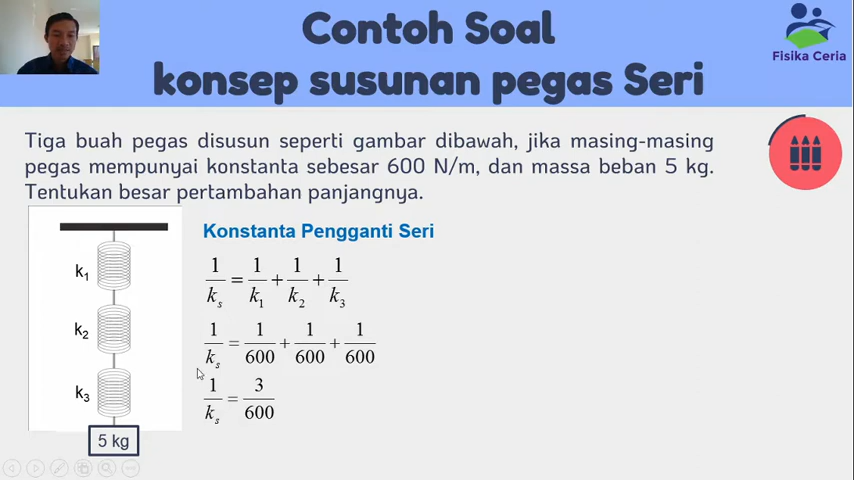 Contoh Soal
konsep susunan pegas Seri
Fisika Ceria
Tiga buah pegas disusun seperti gambar dibawah, jika masing-masing
pegas mempunyai konstanta sebesar 600 N/m, dan massa beban 5 kg.
Tentukan besar pertambahan panjangnya.
Konstanta Pengganti Seri
k₁
k₂
k₃
5 kg
1/kₛ = 1/k₁ + 1/k₂ + 1/k₃
1/kₛ = 1/600 + 1/600 + 1/600
1/kₛ = 3/600